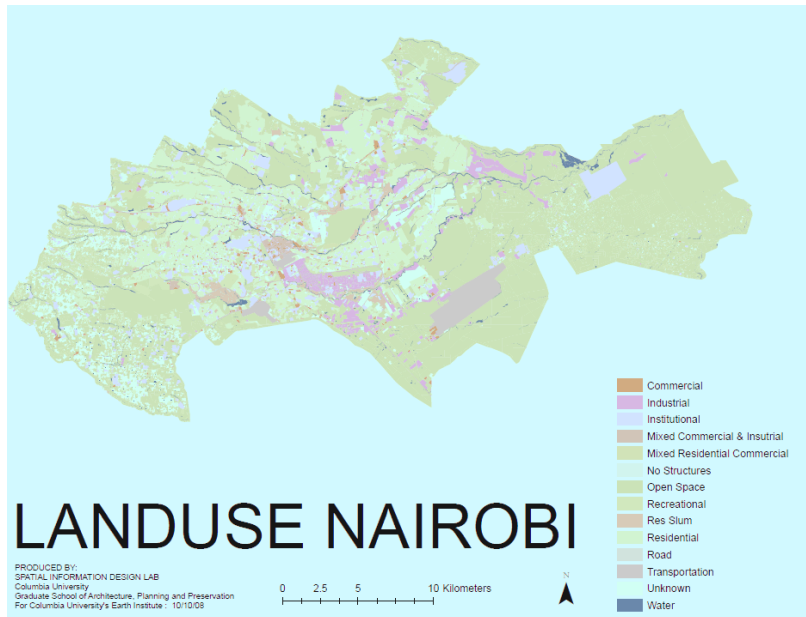 Commercial
Industrial
Institutional
Mixed Commercial & Insutrial
Mixed Residential Commercial
No Structures
Open Space
Recreational
Res Slum
Residential
Road
Transportation
Unknown
Water
LANDUSE NAIROBI
PRODUCED BY:
SPATIAL INFORMATION DESIGN LAB
Columbia University
Graduate School of Architecture, Planning and Preservation
For Columbia University's Earth Institute : 10/10/08
0 2.5 5 10 Kilometers
N